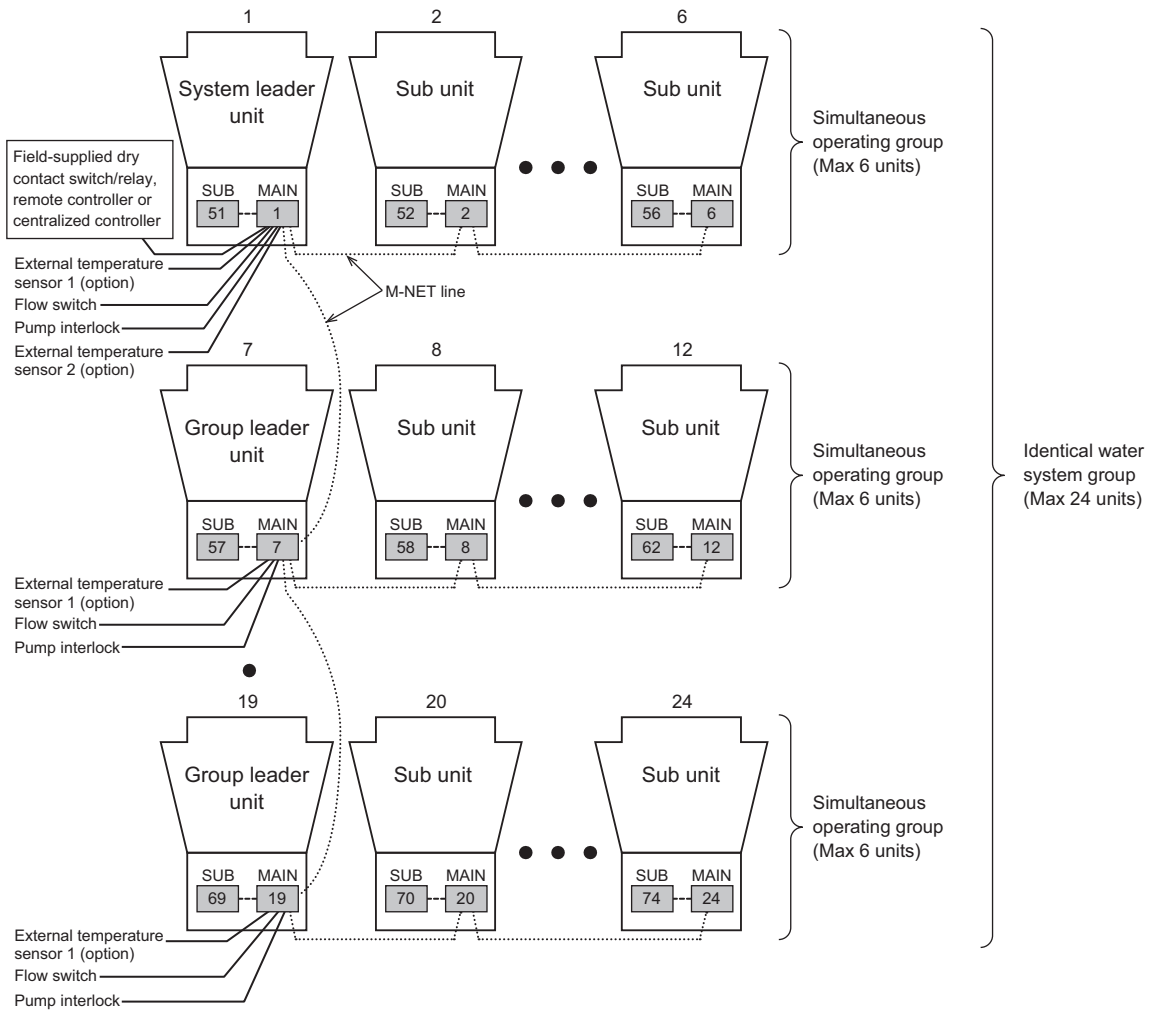 1
2
6
System leader
unit
Sub unit
Sub unit
Simultaneous
operating group
(Max 6 units)
Field-supplied dry
contact switch/relay,
remote controller or
centralized controller
SUB MAIN
51 1
SUB MAIN
52 2
SUB MAIN
56 6
External temperature
sensor 1 (option)
Flow switch
Pump interlock
External temperature
sensor 2 (option)
M-NET line
7
8
12
Group leader
unit
Sub unit
Sub unit
Simultaneous
operating group
(Max 6 units)
Identical water
system group
(Max 24 units)
SUB MAIN
57 7
SUB MAIN
58 8
SUB MAIN
62 12
External temperature
sensor 1 (option)
Flow switch
Pump interlock
19
20
24
Group leader
unit
Sub unit
Sub unit
Simultaneous
operating group
(Max 6 units)
SUB MAIN
69 19
SUB MAIN
70 20
SUB MAIN
74 24
External temperature
sensor 1 (option)
Flow switch
Pump interlock